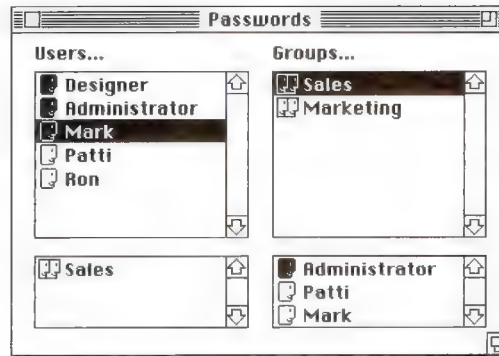 Passwords
Users...
Designer
Administrator
Mark
Patti
Ron
Groups...
Sales
Marketing
Sales
Administrator
Patti
Mark